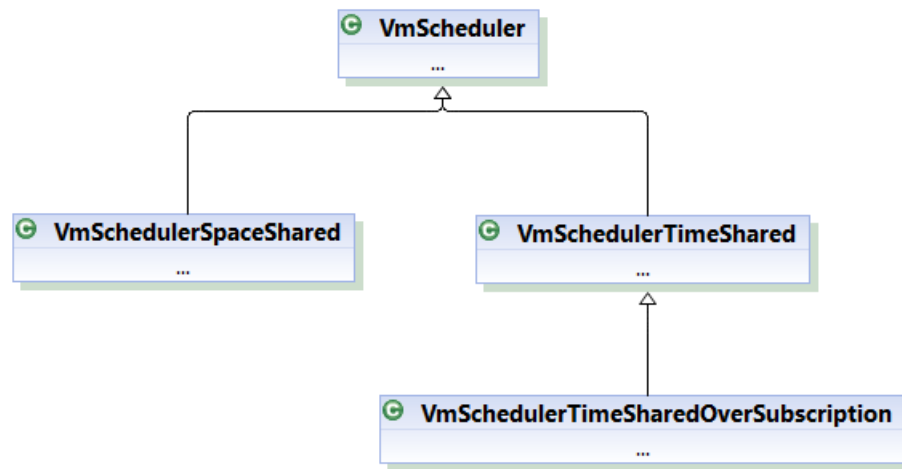 C VmScheduler
...
C VmSchedulerSpaceShared
...
C VmSchedulerTimeShared
...
C VmSchedulerTimeSharedOverSubscription
...